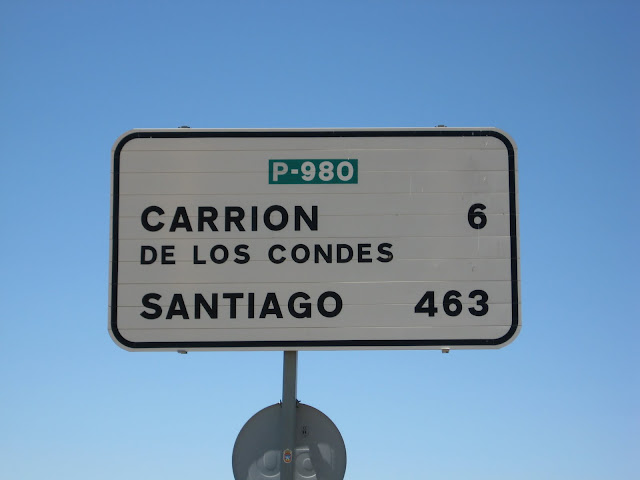 P-980
CARRION 6
DE LOS CONDES
SANTIAGO 463